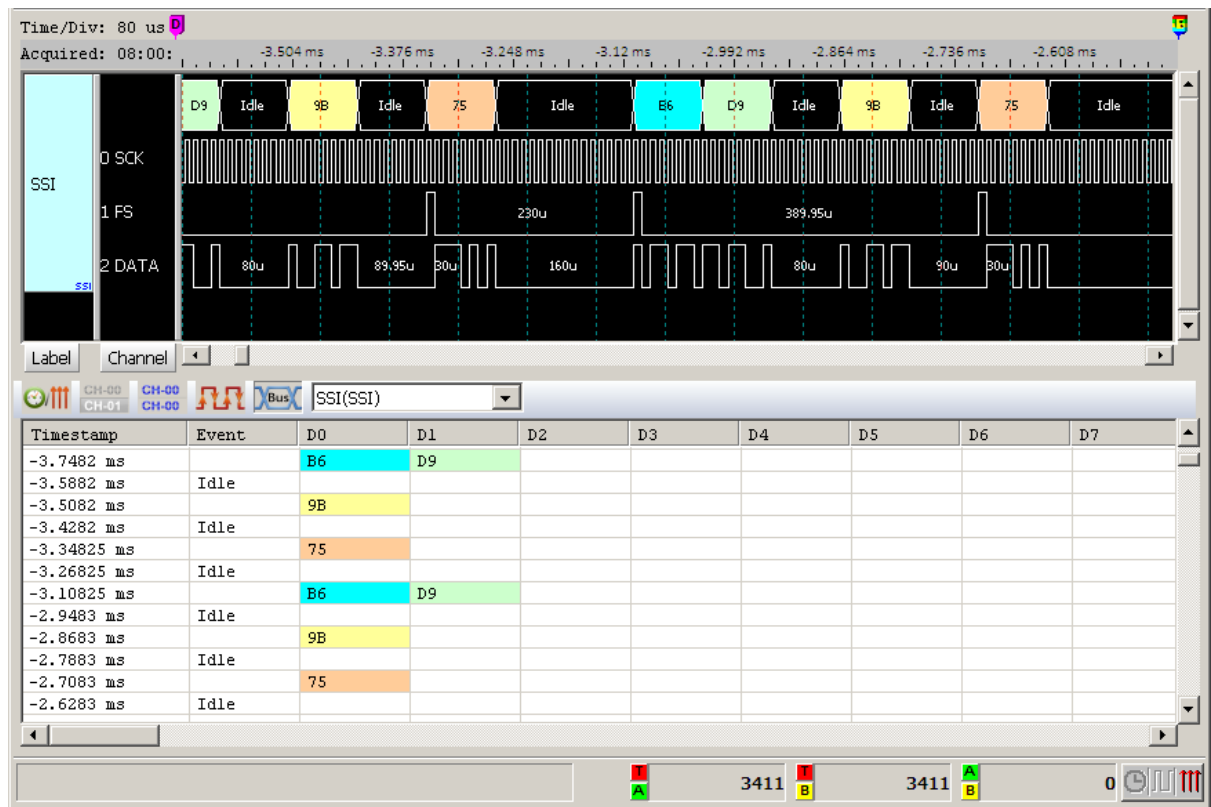 Time/Div: 80 us D
Acquired: 08:00: -3.504 ms -3.376 ms -3.248 ms -3.12 ms -2.992 ms -2.864 ms -2.736 ms -2.608 ms
D9 Idle 9B Idle 75 Idle B6 D9 Idle 9B Idle 75 Idle
0 SCK
SSI
1 FS 230u 389.95u
2 DATA 80u 89.95u 30u 160u 80u 90u 30u
SSI
Label Channel
CH-00 CH-00 Bus SSI(SSI)
CH-01 CH-00
Timestamp Event D0 D1 D2 D3 D4 D5 D6 D7
-3.7482 ms B6 D9
-3.5882 ms Idle
-3.5082 ms 9B
-3.4282 ms Idle
-3.34825 ms 75
-3.26825 ms Idle
-3.10825 ms B6 D9
-2.9483 ms Idle
-2.8683 ms 9B
-2.7883 ms Idle
-2.7083 ms 75
-2.6283 ms Idle
T A 3411 T B 3411 A B 0